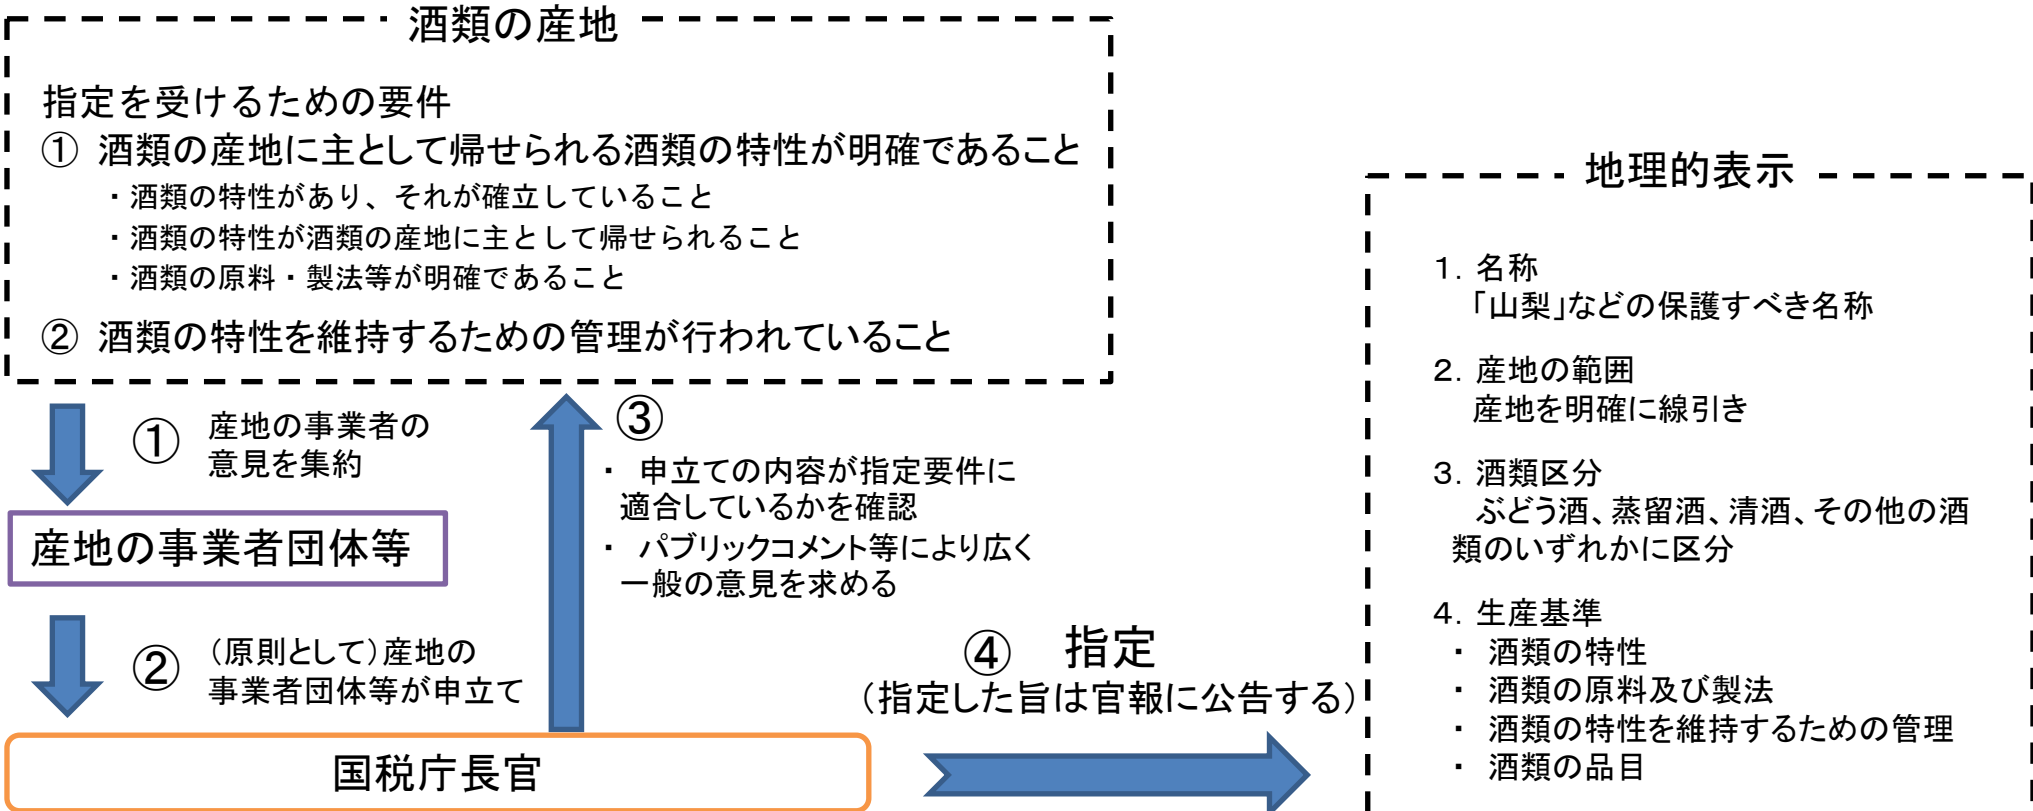 酒類の産地
指定を受けるための要件
① 酒類の産地に主として帰せられる酒類の特性が明確であること
・酒類の特性があり、それが確立していること
・酒類の特性が酒類の産地に主として帰せられること
・酒類の原料・製法等が明確であること
② 酒類の特性を維持するための管理が行われていること
① 産地の事業者の
意見を集約
産地の事業者団体等
② （原則として）産地の
事業者団体等が申立て
国税庁長官
③
・ 申立ての内容が指定要件に
適合しているかを確認
・ パブリックコメント等により広く
一般の意見を求める
④ 指定
（指定した旨は官報に公告する）
地理的表示
１．名称
「山梨」などの保護すべき名称
２．産地の範囲
産地を明確に線引き
３．酒類区分
ぶどう酒、蒸留酒、清酒、その他の酒
類のいずれかに区分
４．生産基準
・ 酒類の特性
・ 酒類の原料及び製法
・ 酒類の特性を維持するための管理
・ 酒類の品目